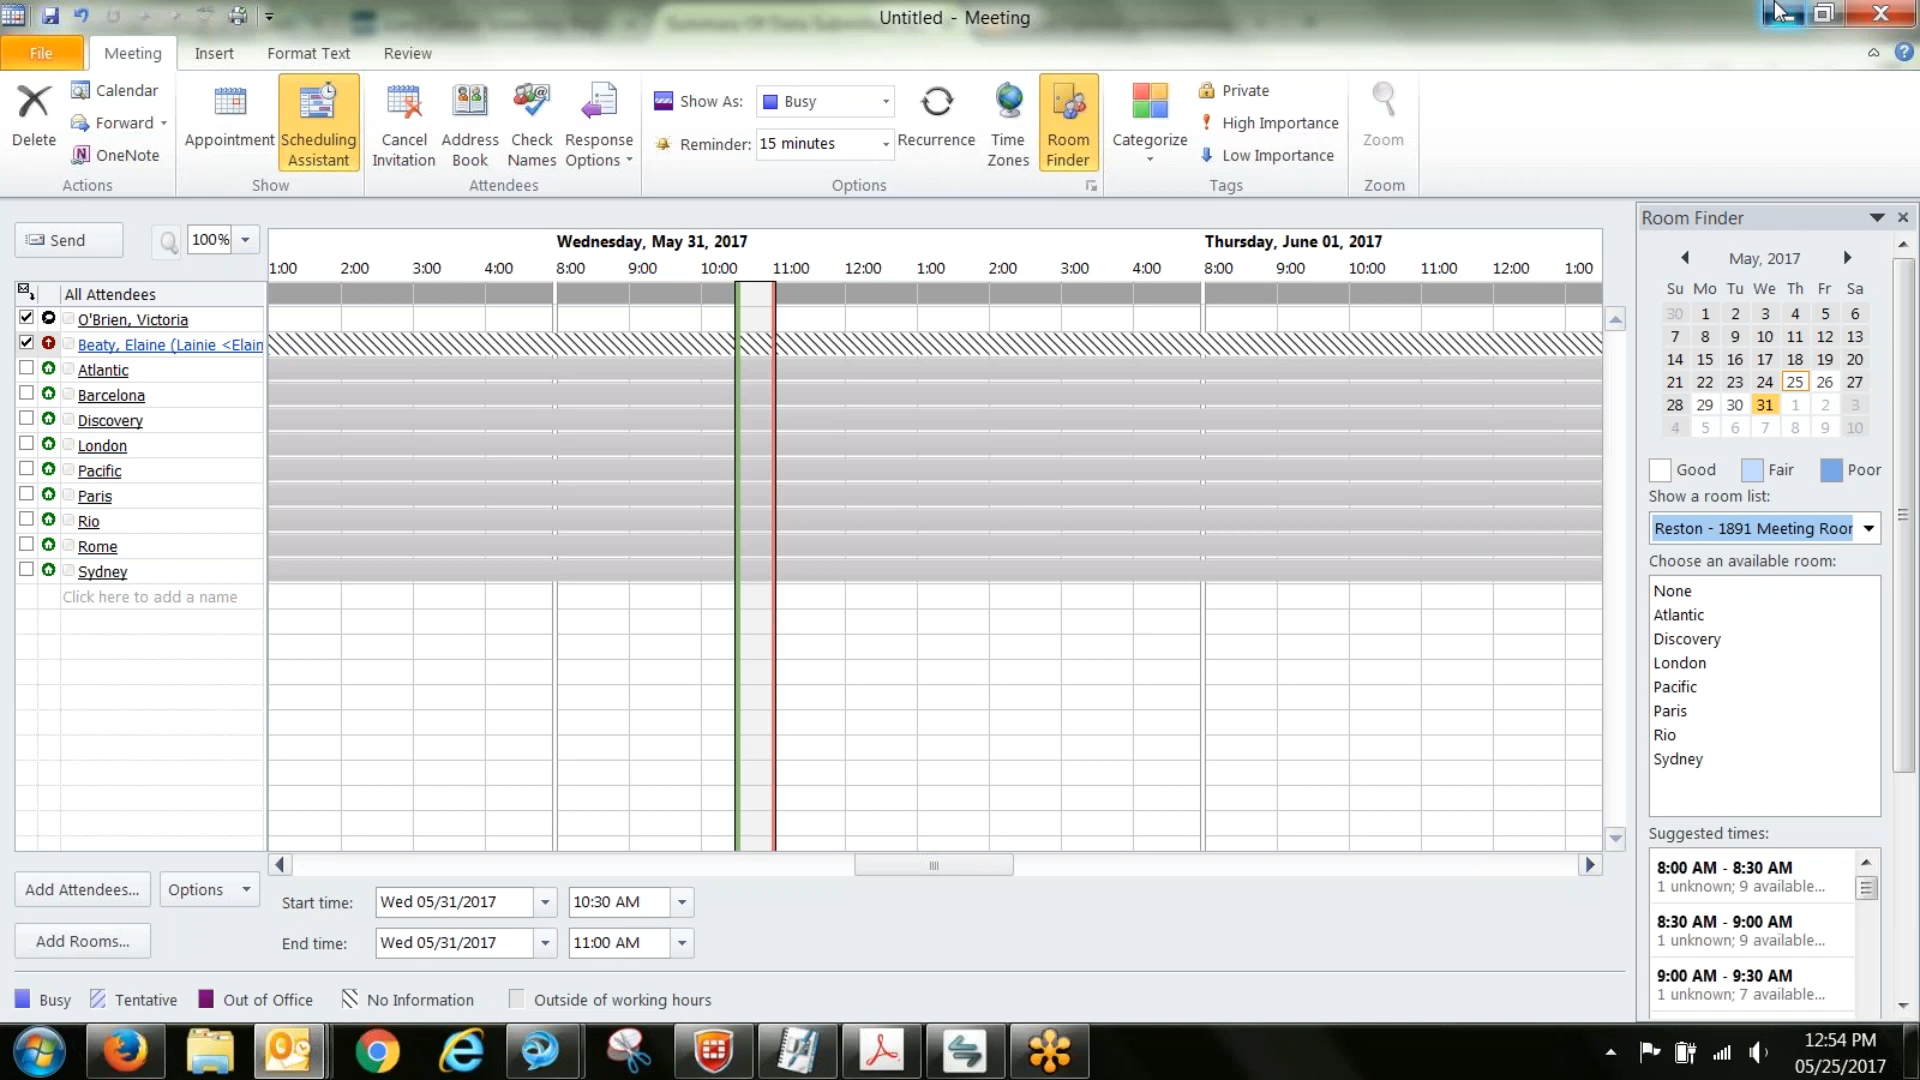 Untitled - Meeting
File Meeting Insert Format Text Review
Delete
Calendar
Forward
OneNote
Actions
Appointment
Scheduling
Assistant
Show
Cancel
Invitation
Address
Book
Check
Names
Response
Options
Attendees
Show As: Busy
Reminder: 15 minutes
Recurrence
Time
Zones
Room
Finder
Options
Categorize
Private
High Importance
Low Importance
Tags
Zoom
Zoom
Send
100%
Wednesday, May 31, 2017 Thursday, June 01, 2017
1:00 2:00 3:00 4:00 8:00 9:00 10:00 11:00 12:00 1:00 2:00 3:00 4:00 8:00 9:00 10:00 11:00 12:00 1:00
All Attendees
O'Brien, Victoria
Beaty, Elaine (Lainie <Elain
Atlantic
Barcelona
Discovery
London
Pacific
Paris
Rio
Rome
Sydney
Click here to add a name
Add Attendees... Options
Add Rooms...
Start time: Wed 05/31/2017 10:30 AM
End time: Wed 05/31/2017 11:00 AM
Busy Tentative Out of Office No Information Outside of working hours
Room Finder
May, 2017
Su Mo Tu We Th Fr Sa
30 1 2 3 4 5 6
7 8 9 10 11 12 13
14 15 16 17 18 19 20
21 22 23 24 25 26 27
28 29 30 31 1 2 3
4 5 6 7 8 9 10
Good Fair Poor
Show a room list:
Reston - 1891 Meeting Roor
Choose an available room:
None
Atlantic
Discovery
London
Pacific
Paris
Rio
Sydney
Suggested times:
8:00 AM - 8:30 AM
1 unknown; 9 available...
8:30 AM - 9:00 AM
1 unknown; 9 available...
9:00 AM - 9:30 AM
1 unknown; 7 available...
12:54 PM
05/25/2017